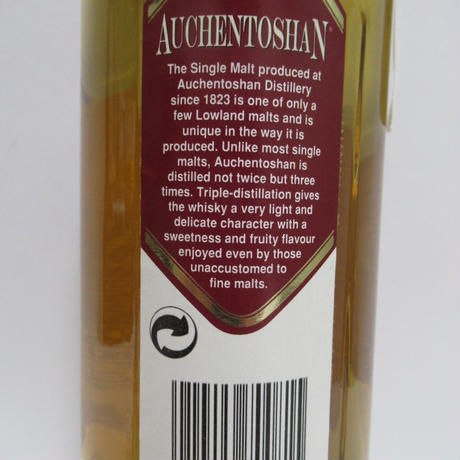 AUCHENTOSHAN®
The Single Malt produced at
Auchentoshan Distillery
since 1823 is one of only a
few Lowland malts and is
unique in the way it is
produced. Unlike most single
malts, Auchentoshan is
distilled not twice but three
times. Triple-distillation gives
the whisky a very light and
delicate character with a
sweetness and fruity flavour
enjoyed even by those
unaccustomed to
fine malts.